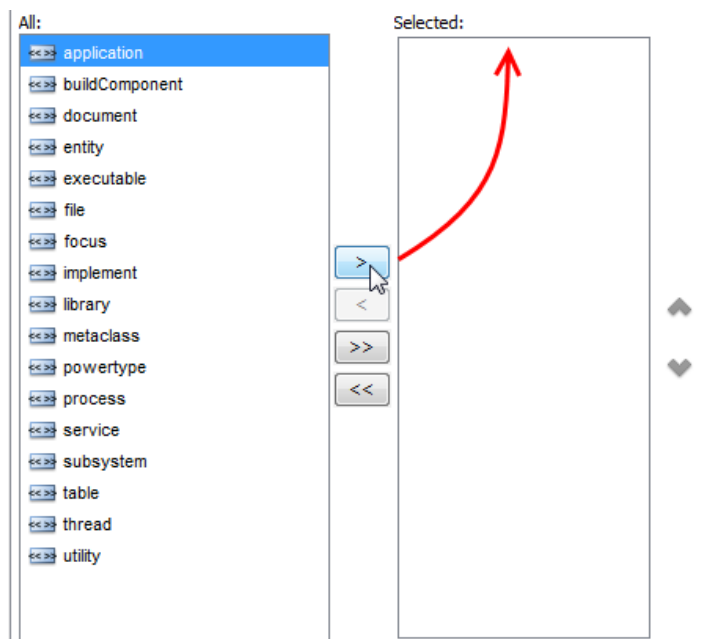 All:
Selected:
<<>> application
<<>> buildComponent
<<>> document
<<>> entity
<<>> executable
<<>> file
<<>> focus
>
<<>> implement
<<>> library
<
<<>> metaclass
>>
<<>> powertype
<<>> process
<<
<<>> service
<<>> subsystem
<<>> table
<<>> thread
<<>> utility